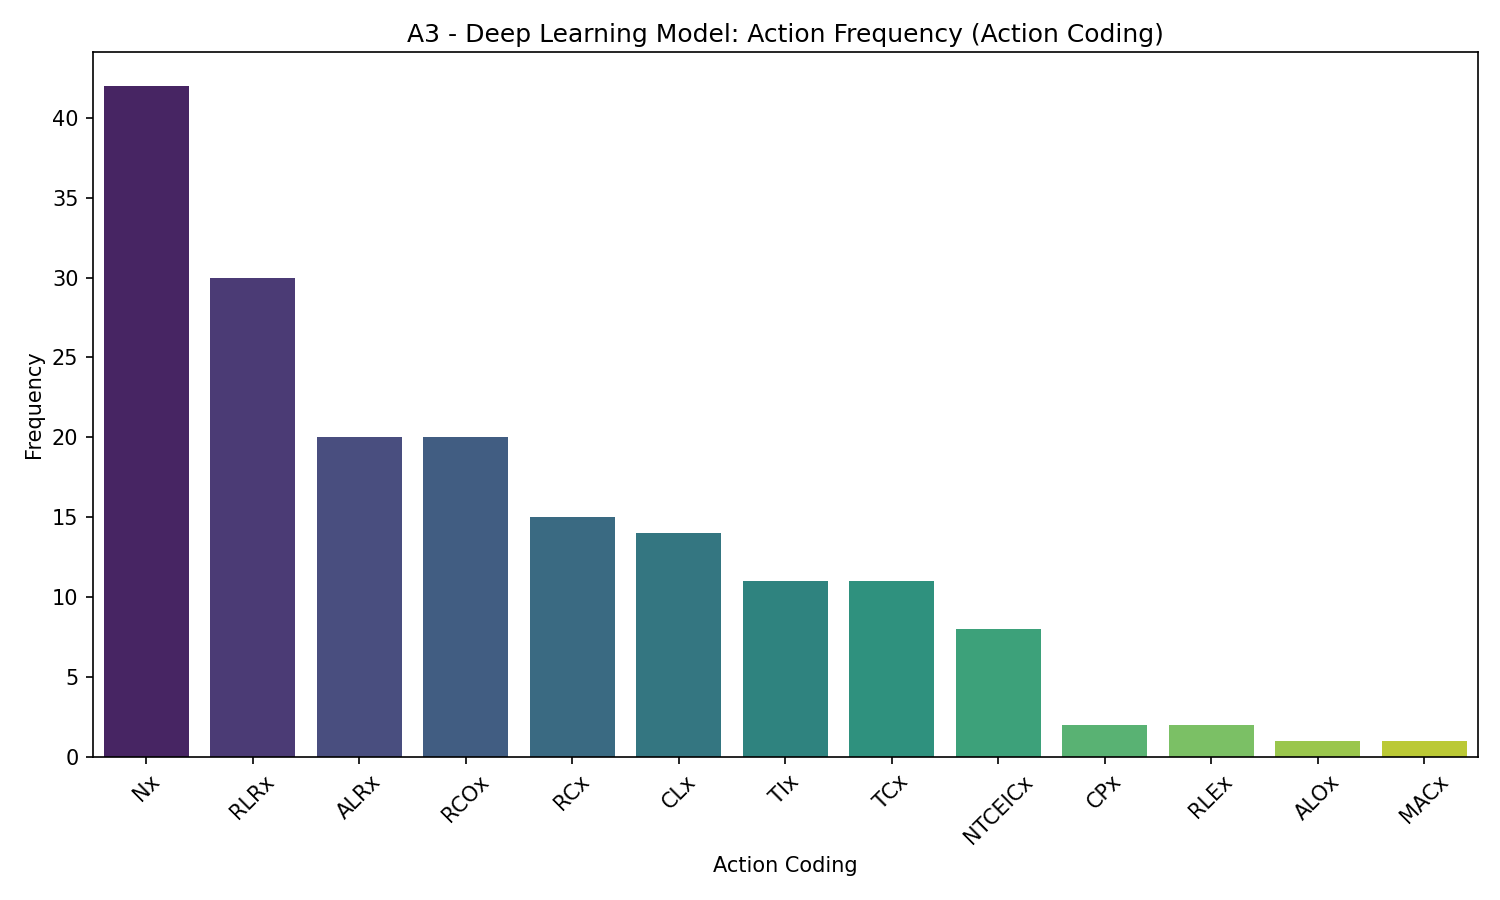 A3 - Deep Learning Model: Action Frequency (Action Coding)
Frequency
40
35
30
25
20
15
10
5
0
Nx
RLRx
ALRx
RCOx
RCx
CLx
TIx
TCx
NTCEICx
CPx
RLEx
ALOx
MACx
Action Coding